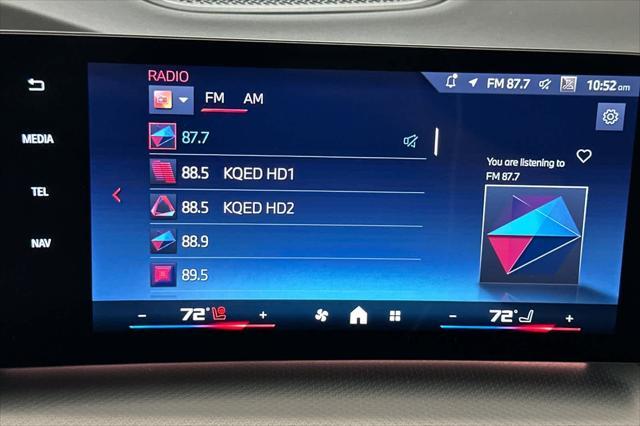 RADIO
FM 87.7 10:52 am
FM AM
MEDIA
TEL
NAV
87.7
88.5 KQED HD1
88.5 KQED HD2
88.9
89.5
You are listening to
FM 87.7
- 72° + - 72° +